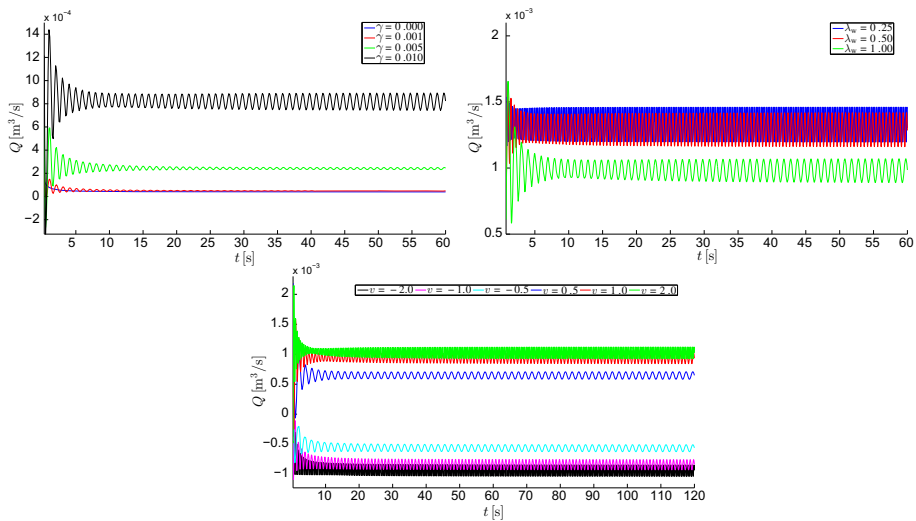 x 10⁻⁴
14
12
10
8
6
4
2
0
−2
Q [m³/s]
γ = 0.000
γ = 0.001
γ = 0.005
γ = 0.010
5 10 15 20 25 30 35 40 45 50 55 60
t [s]
x 10⁻³
2
1.5
1
0.5
Q [m³/s]
λw = 0.25
λw = 0.50
λw = 1.00
5 10 15 20 25 30 35 40 45 50 55 60
t [s]
x 10⁻³
2
1.5
1
0.5
0
−0.5
−1
Q [m³/s]
v = −2.0 v = −1.0 v = −0.5 v = 0.5 v = 1.0 v = 2.0
10 20 30 40 50 60 70 80 90 100 110 120
t [s]